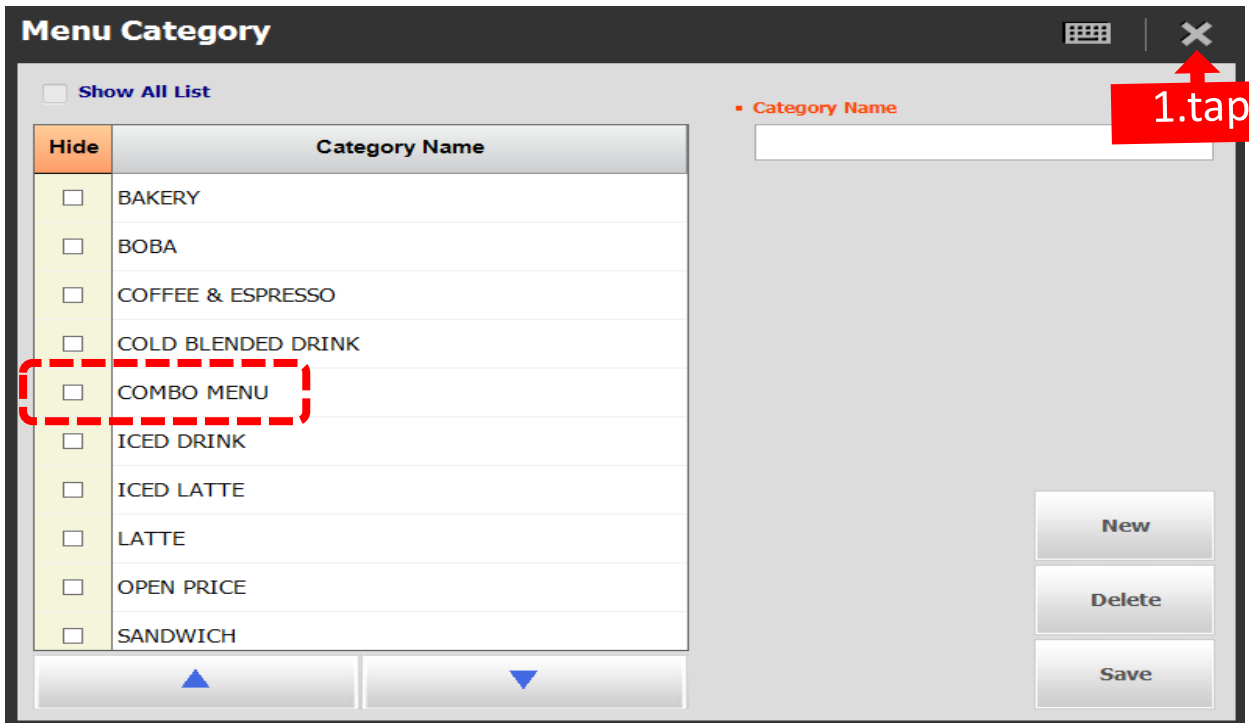 Menu Category
Show All List
Category Name
1.tap
Hide
Category Name
BAKERY
BOBA
COFFEE & ESPRESSO
COLD BLENDED DRINK
COMBO MENU
ICED DRINK
ICED LATTE
LATTE
OPEN PRICE
SANDWICH
New
Delete
Save